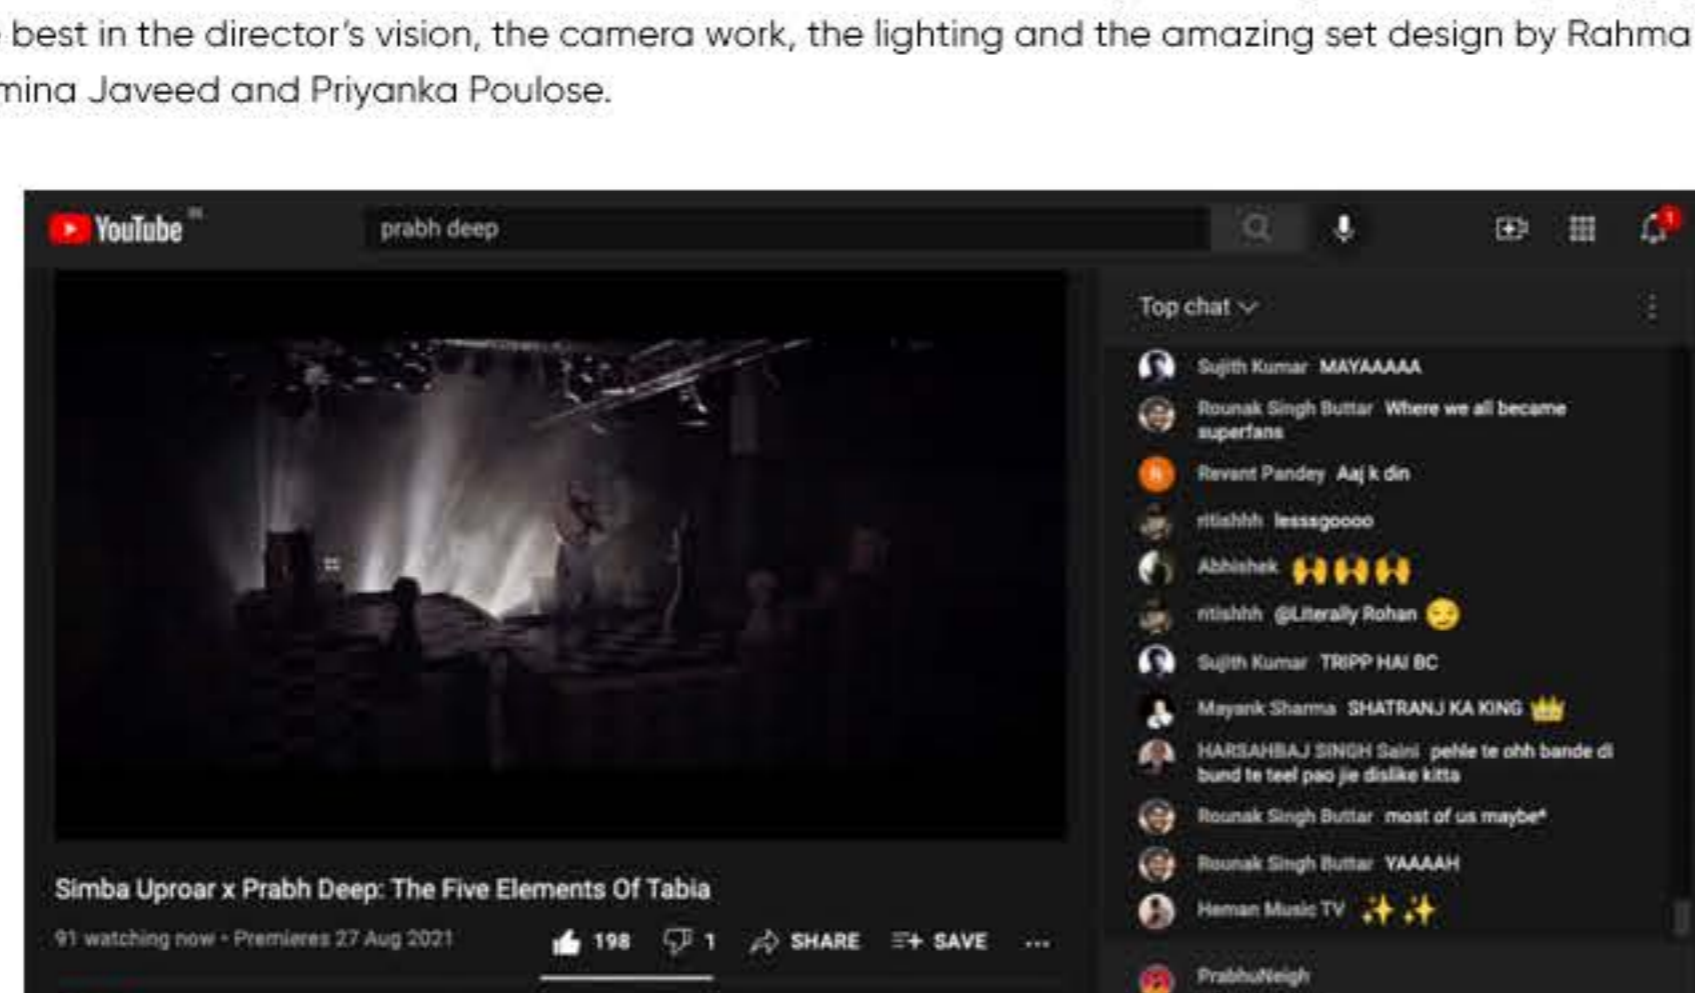 best in the director's vision, the camera work, the lighting and the amazing set design by Rahma
mina Javeed and Priyanka Poulose.
YouTube
prabh deep
1
Top chat
Sujith Kumar MAYAAAAA
Rounak Singh Buttar Where we all became
superfans
Revant Pandey Aaj k din
ritishhh lesssgoooo
Abhishek 🙌🙌🙌
ritishhh @Literally Rohan 😏
Sujith Kumar TRIPP HAI BC
Mayank Sharma SHATRANJ KA KING 👑
HARSAHBAJ SINGH Saini pehle te ohh bande di
bund te teel pao jie dislike kitta
Rounak Singh Buttar most of us maybe*
Rounak Singh Buttar YAAAAH
Heman Music TV ✨✨
PrabhuNeigh
Simba Uproar x Prabh Deep: The Five Elements Of Tabia
91 watching now • Premieres 27 Aug 2021
198 1 SHARE SAVE